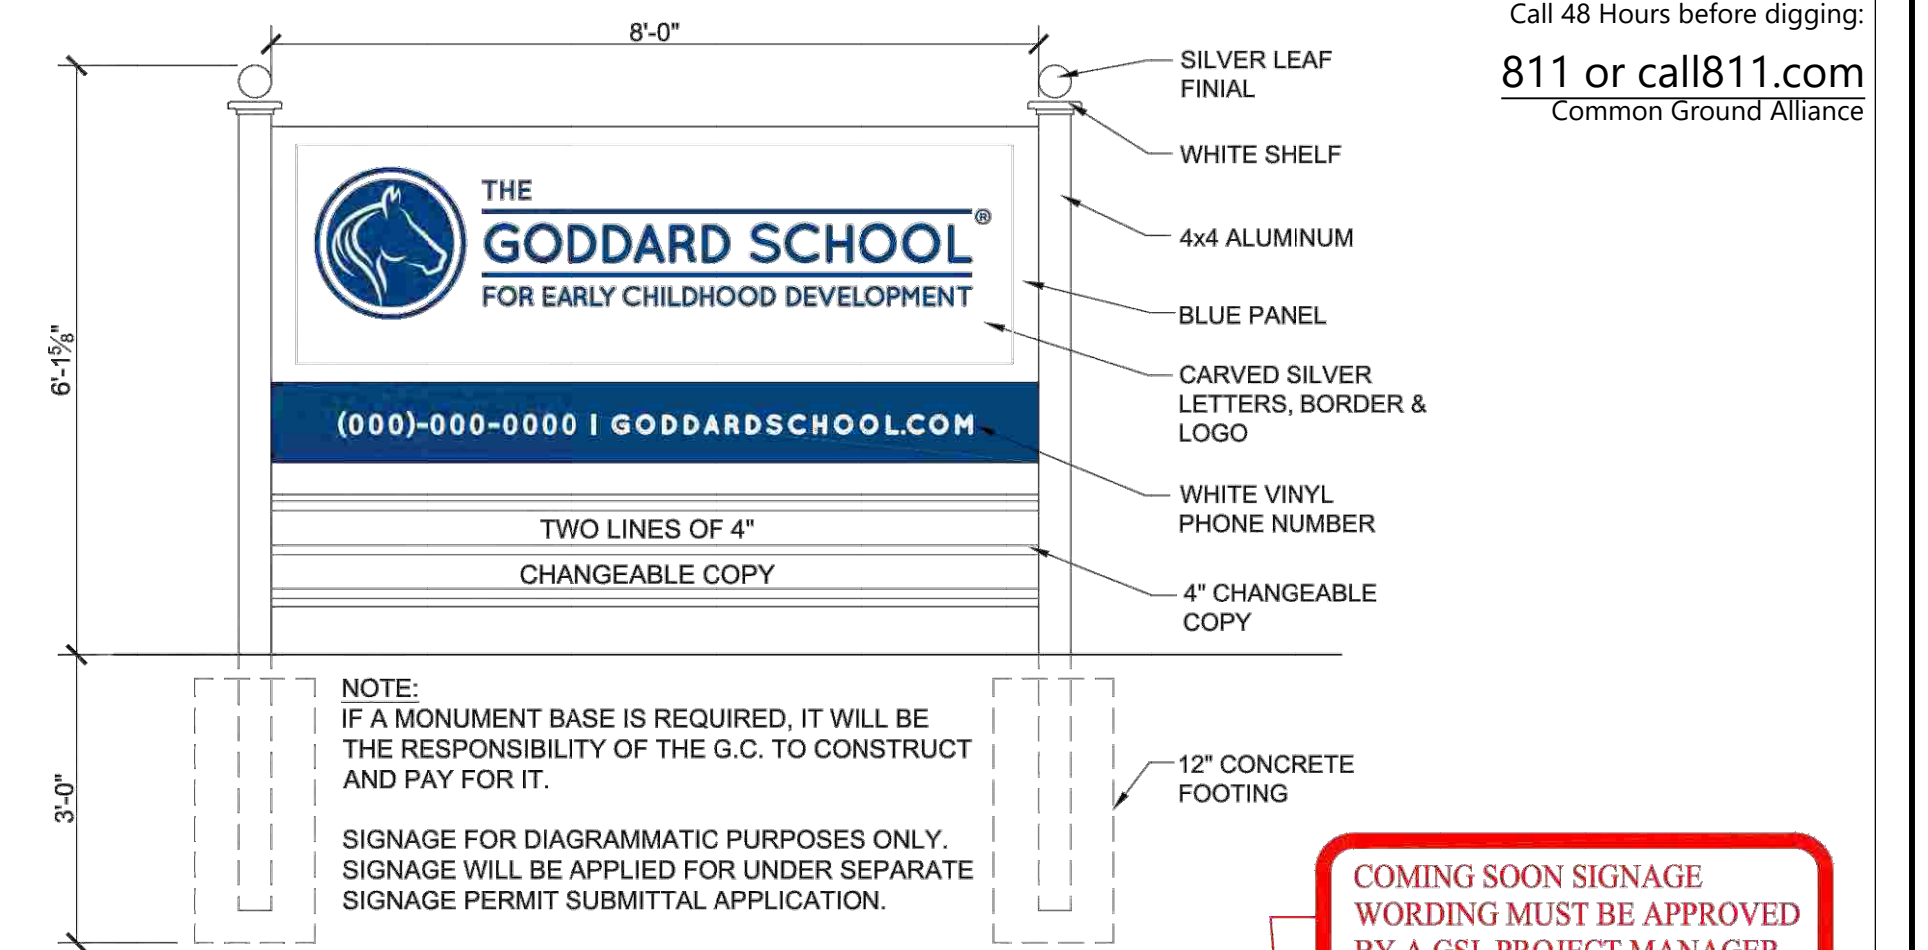 Call 48 Hours before digging:
811 or call811.com
Common Ground Alliance
8'-0"
SILVER LEAF
FINIAL
WHITE SHELF
4x4 ALUMINUM
BLUE PANEL
CARVED SILVER
LETTERS, BORDER &
LOGO
WHITE VINYL
PHONE NUMBER
4" CHANGEABLE
COPY
12" CONCRETE
FOOTING
6'-1⅝"
3'-0"
THE
GODDARD SCHOOL®
FOR EARLY CHILDHOOD DEVELOPMENT
(000)-000-0000 | GODDARDSCHOOL.COM
TWO LINES OF 4"
CHANGEABLE COPY
NOTE:
IF A MONUMENT BASE IS REQUIRED, IT WILL BE
THE RESPONSIBILITY OF THE G.C. TO CONSTRUCT
AND PAY FOR IT.
SIGNAGE FOR DIAGRAMMATIC PURPOSES ONLY.
SIGNAGE WILL BE APPLIED FOR UNDER SEPARATE
SIGNAGE PERMIT SUBMITTAL APPLICATION.
COMING SOON SIGNAGE
WORDING MUST BE APPROVED
BY A GSL PROJECT MANAGER